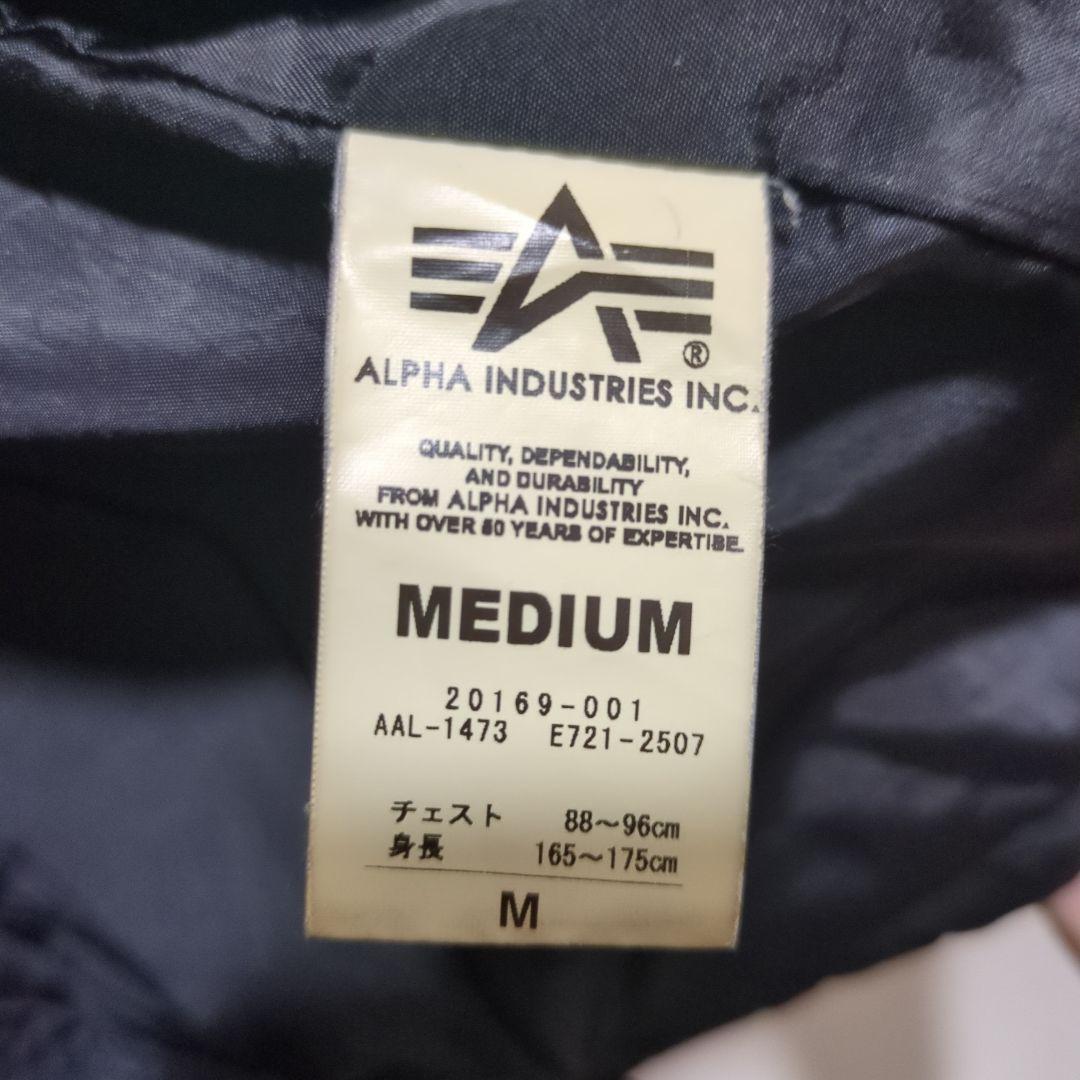 ®
ALPHA INDUSTRIES INC.
QUALITY, DEPENDABILITY,
AND DURABILITY
FROM ALPHA INDUSTRIES INC.
WITH OVER 50 YEARS OF EXPERTISE.
MEDIUM
20169-001
AAL-1473 E721-2507
チェスト 88～96cm
身長 165～175cm
M